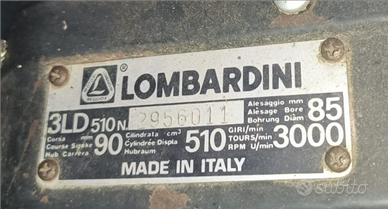 LOMBARDINI
®
3LD 510N 2956011
Alesaggio mm
Alésage Bore
Bohrung Diam
85
Corsa mm
Course Stroke
Hub Carrera
90
Cilindrata cm³
Cylindrée Displa
Hubraum
510
GIRI/min
TOURS/min
RPM U/min
3000
MADE IN ITALY
subito